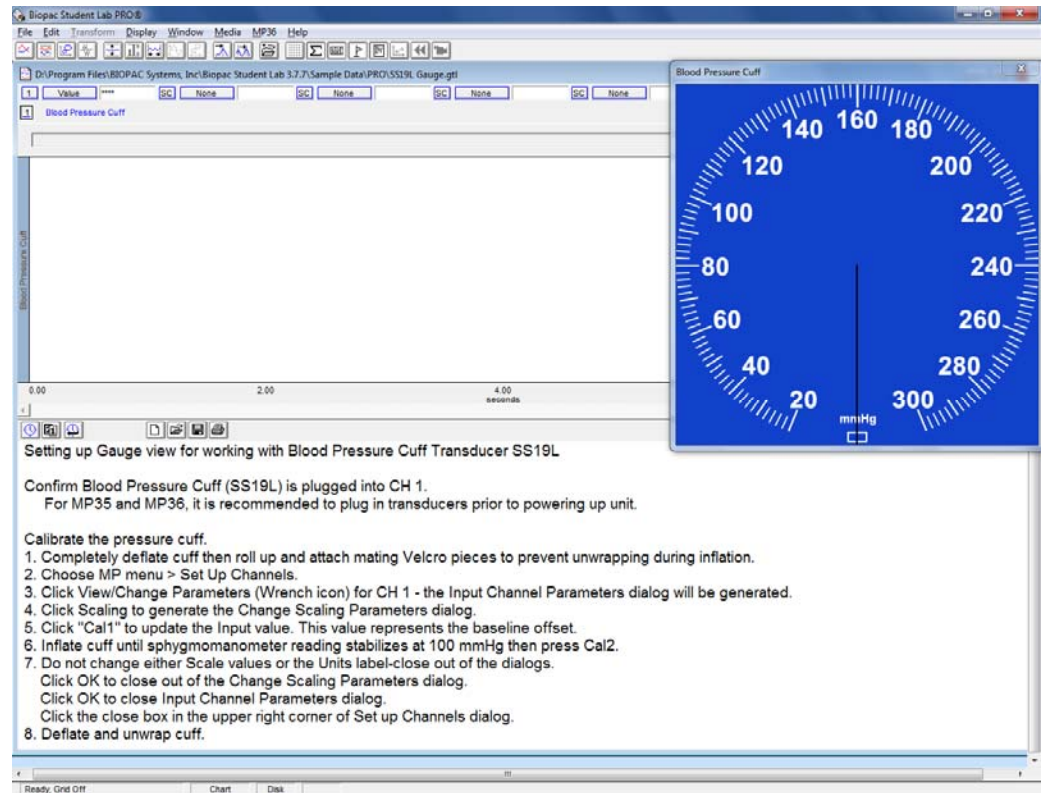 Biopac Student Lab PRO®
File Edit Transform Display Window Media MP36 Help
D:\Program Files\BIOPAC Systems, Inc\Biopac Student Lab 3.7.7\Sample Data\PRO\SS19L Gauge.gtl
1 Value **** SC None SC None SC None SC None
1 Blood Pressure Cuff
Blood Pressure Cuff
0.00 2.00 4.00
seconds
Blood Pressure Cuff
160
140 180
120 200
100 220
80 240
60 260
40 280
20 300
mmHg
Setting up Gauge view for working with Blood Pressure Cuff Transducer SS19L
Confirm Blood Pressure Cuff (SS19L) is plugged into CH 1.
For MP35 and MP36, it is recommended to plug in transducers prior to powering up unit.
Calibrate the pressure cuff.
1. Completely deflate cuff then roll up and attach mating Velcro pieces to prevent unwrapping during inflation.
2. Choose MP menu > Set Up Channels.
3. Click View/Change Parameters (Wrench icon) for CH 1 - the Input Channel Parameters dialog will be generated.
4. Click Scaling to generate the Change Scaling Parameters dialog.
5. Click "Cal1" to update the Input value. This value represents the baseline offset.
6. Inflate cuff until sphygmomanometer reading stabilizes at 100 mmHg then press Cal2.
7. Do not change either Scale values or the Units label-close out of the dialogs.
Click OK to close out of the Change Scaling Parameters dialog.
Click OK to close Input Channel Parameters dialog.
Click the close box in the upper right corner of Set up Channels dialog.
8. Deflate and unwrap cuff.
Ready, Grid Off Chart Disk